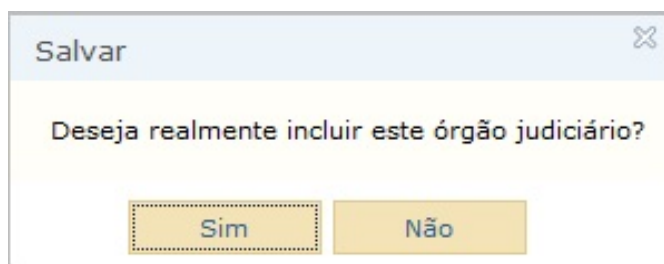 Salvar
Deseja realmente incluir este órgão judiciário?
Sim Não